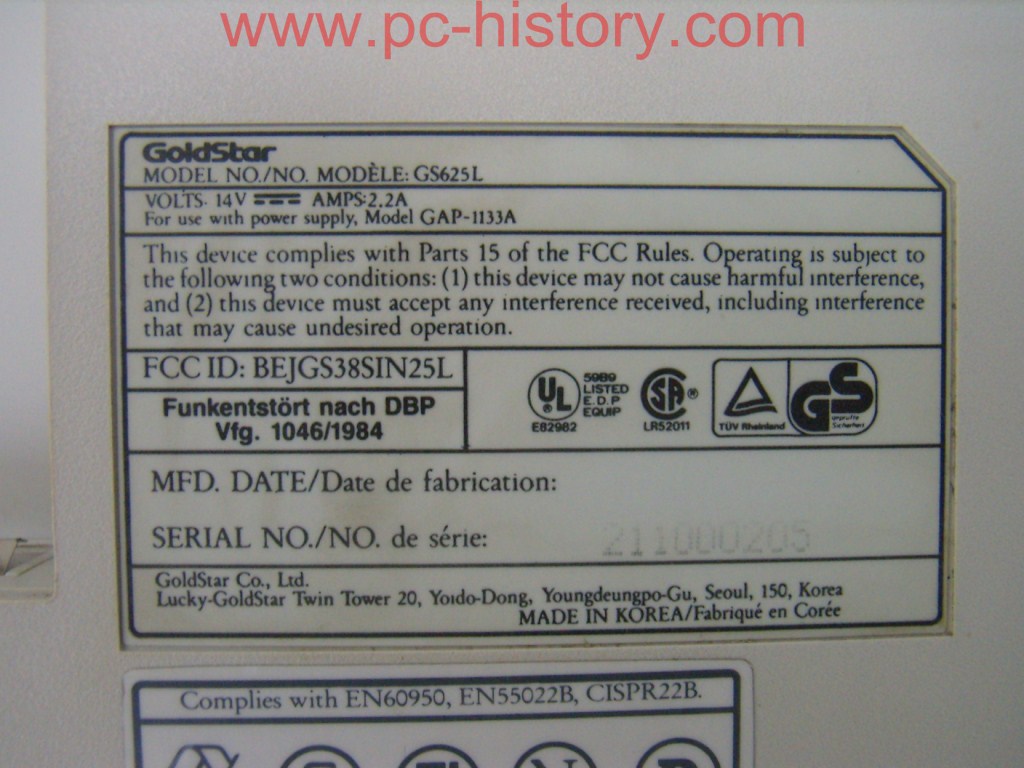 www.pc-history.com
GoldStar
MODEL NO./NO. MODÈLE: GS625L
VOLTS: 14V AMPS:2.2A
For use with power supply, Model GAP-1133A
This device complies with Parts 15 of the FCC Rules. Operating is subject to
the following two conditions: (1) this device may not cause harmful interference,
and (2) this device must accept any interference received, including interference
that may cause undesired operation.
FCC ID: BEJGS38SIN25L
Funkentstört nach DBP
Vfg. 1046/1984
UL
59B9
LISTED
E.D.P
EQUIP
E82982
SA ®
LR52011
TÜV Rheinland
GS
geprüfte
Sicherheit
MFD. DATE/Date de fabrication:
SERIAL NO./NO. de série: 211000205
GoldStar Co., Ltd.
Lucky-GoldStar Twin Tower 20, Yoido-Dong, Youngdeungpo-Gu, Seoul, 150, Korea
MADE IN KOREA/Fabriqué en Corée
Complies with EN60950, EN55022B, CISPR22B.